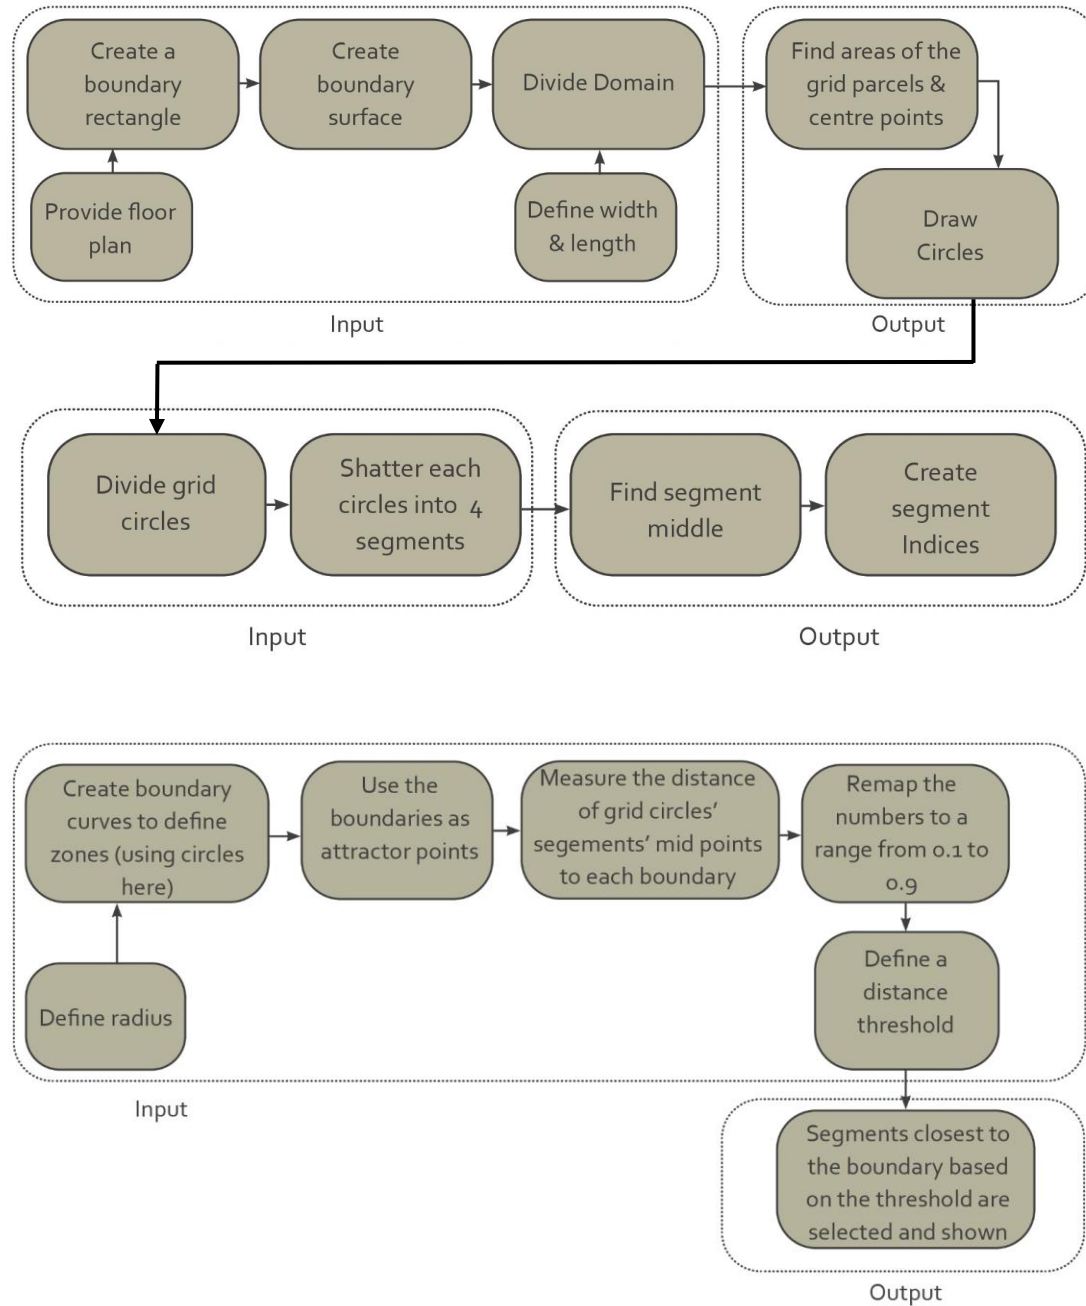 Create a
boundary
rectangle
Create
boundary
surface
Divide Domain
Find areas of the
grid parcels &
centre points
Provide floor
plan
Define width
& length
Draw
Circles
Input
Output
Divide grid
circles
Shatter each
circles into 4
segments
Find segment
middle
Create
segment
Indices
Input
Output
Create boundary
curves to define
zones (using circles
here)
Use the
boundaries as
attractor points
Measure the distance
of grid circles'
segements' mid points
to each boundary
Remap the
numbers to a
range from 0.1 to
0.9
Define radius
Define a
distance
threshold
Input
Segments closest to
the boundary based
on the threshold are
selected and shown
Output